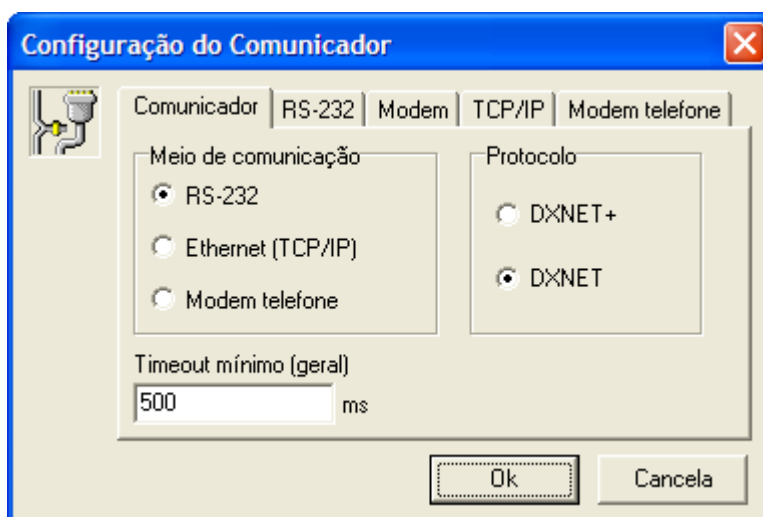 Configuração do Comunicador
Comunicador RS-232 Modem TCP/IP Modem telefone
Meio de comunicação
RS-232
Ethernet (TCP/IP)
Modem telefone
Protocolo
DXNET+
DXNET
Timeout mínimo (geral)
500 ms
Ok Cancela